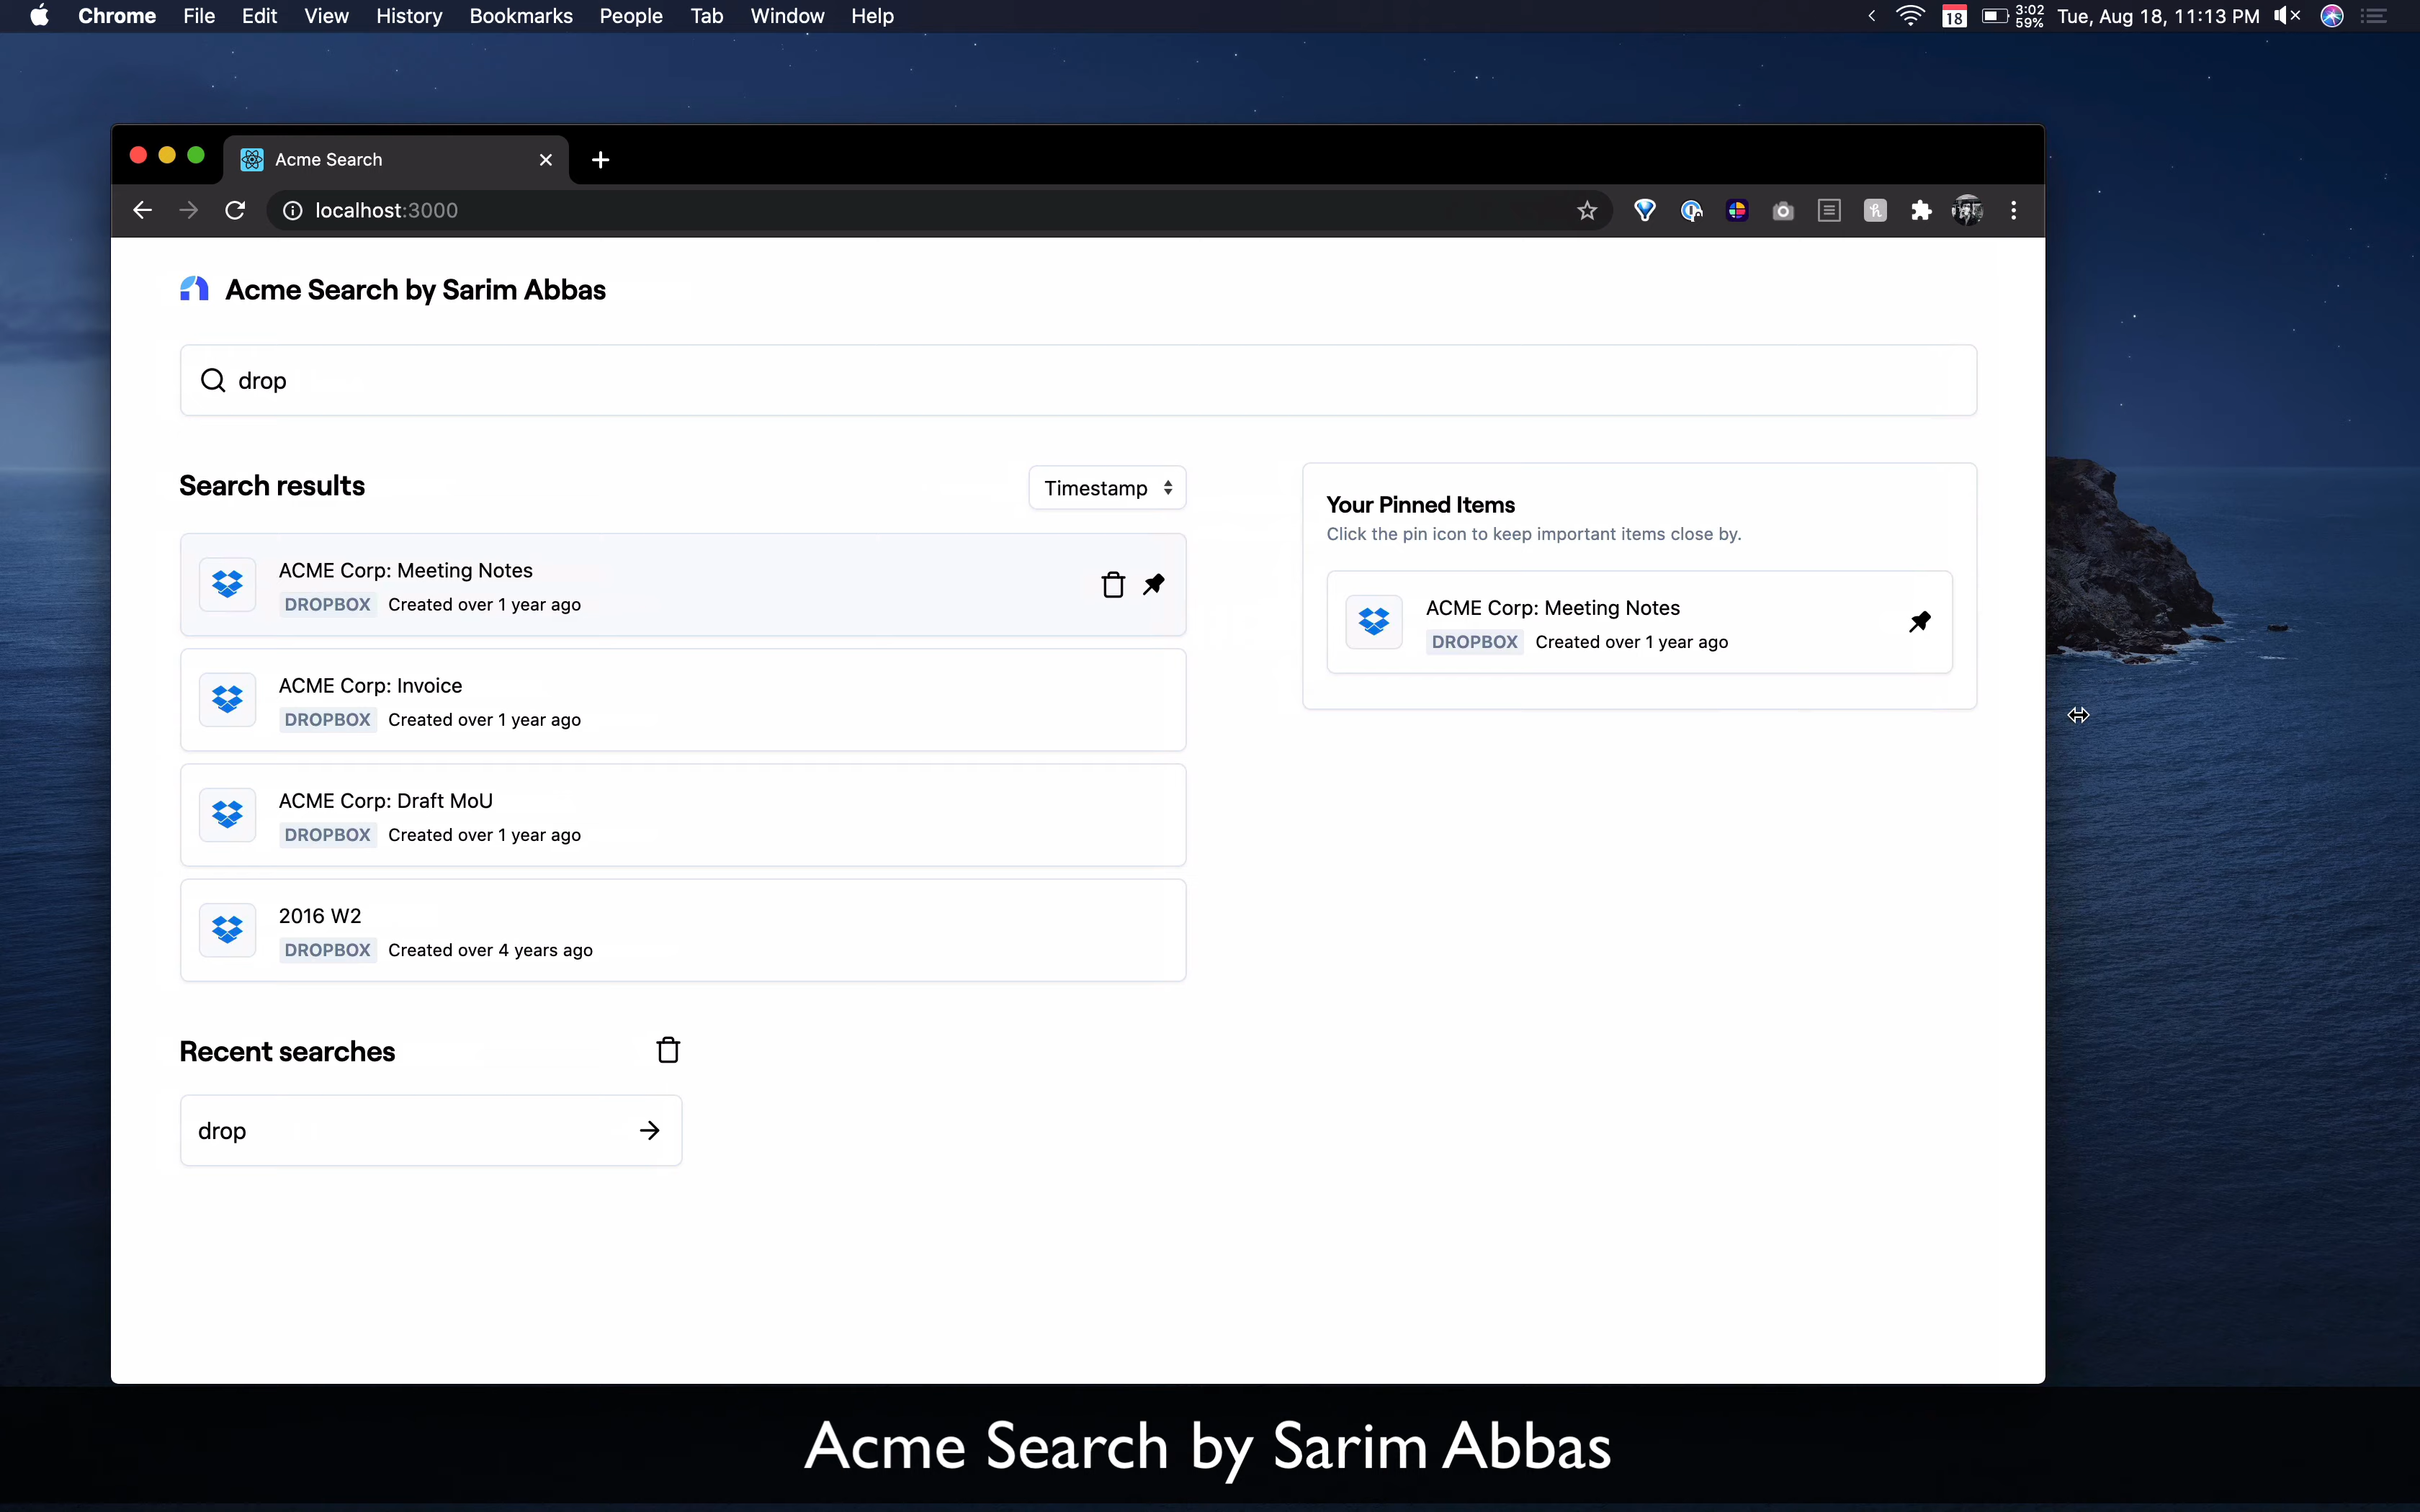 Chrome File Edit View History Bookmarks People Tab Window Help
18 3:02 59% Tue, Aug 18, 11:13 PM
Acme Search
localhost:3000
Acme Search by Sarim Abbas
drop
Search results
Timestamp
ACME Corp: Meeting Notes
DROPBOX Created over 1 year ago
ACME Corp: Invoice
DROPBOX Created over 1 year ago
ACME Corp: Draft MoU
DROPBOX Created over 1 year ago
2016 W2
DROPBOX Created over 4 years ago
Your Pinned Items
Click the pin icon to keep important items close by.
ACME Corp: Meeting Notes
DROPBOX Created over 1 year ago
Recent searches
drop
Acme Search by Sarim Abbas